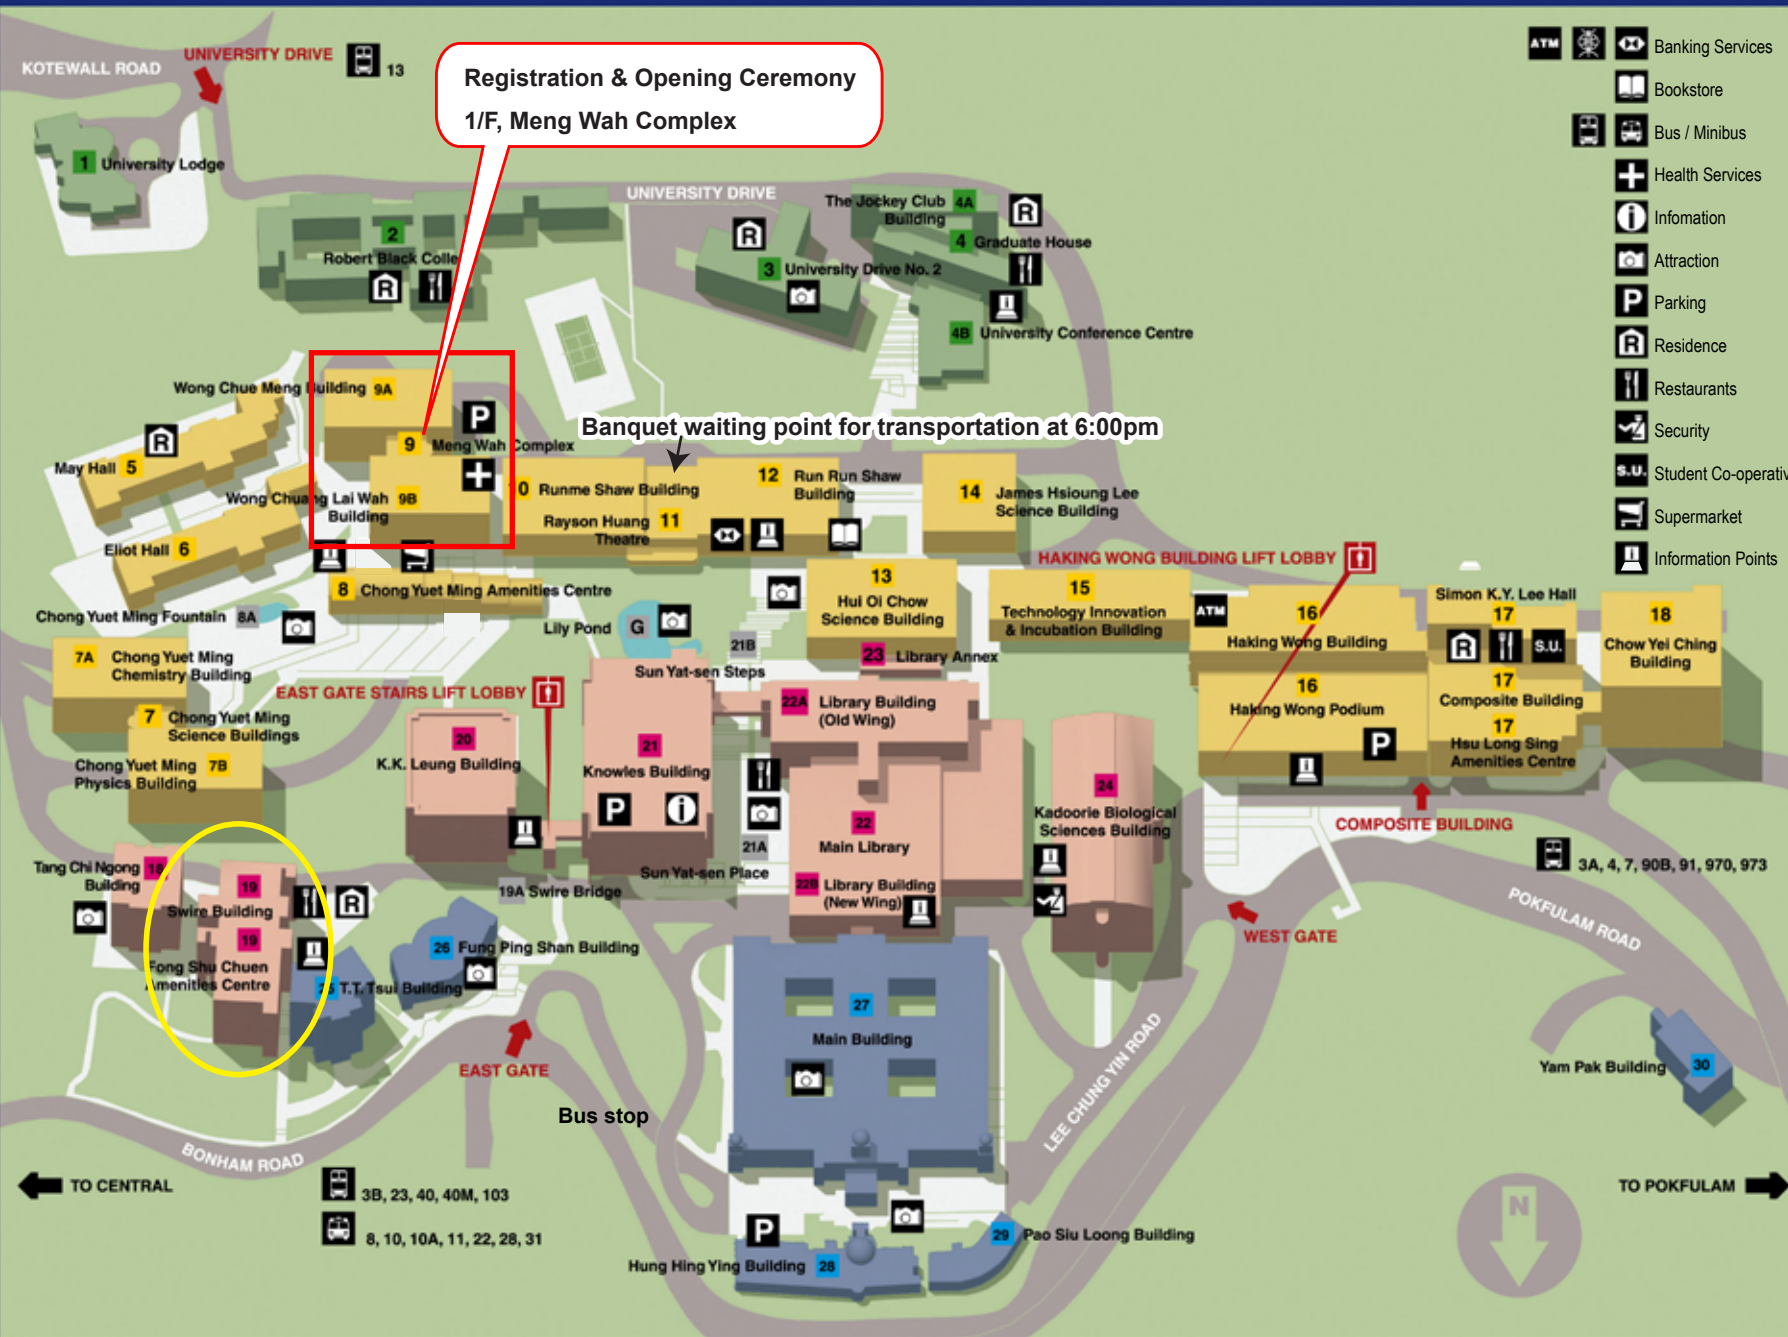 KOTEWALL ROAD
UNIVERSITY DRIVE
13
Registration & Opening Ceremony
1/F, Meng Wah Complex
ATM
Banking Services
Bookstore
Bus / Minibus
Health Services
Infomation
Attraction
P Parking
R Residence
Restaurants
Security
S.U. Student Co-operativ
Supermarket
Information Points
1 University Lodge
UNIVERSITY DRIVE
2
Robert Black Colle
R
R
3 University Drive No. 2
The Jockey Club 4A
Building
R
4 Graduate House
4B University Conference Centre
Wong Chue Meng Building 9A
P
9 Meng Wah Complex
R
May Hall 5
Wong Chuang Lai Wah 9B
Building
Eliot Hall 6
Banquet waiting point for transportation at 6:00pm
10 Runme Shaw Building
Rayson Huang 11
Theatre
12 Run Run Shaw
Building
14 James Hsioung Lee
Science Building
HAKING WONG BUILDING LIFT LOBBY
8 Chong Yuet Ming Amenities Centre
Chong Yuet Ming Fountain 8A
Lily Pond G
13
Hui Oi Chow
Science Building
15
Technology Innovation
& Incubation Building
ATM
16
Haking Wong Building
Simon K.Y. Lee Hall
17
R S.U.
18
Chow Yei Ching
Building
7A Chong Yuet Ming
Chemistry Building
7 Chong Yuet Ming
Science Buildings
Chong Yuet Ming 7B
Physics Building
EAST GATE STAIRS LIFT LOBBY
21B
Sun Yat-sen Steps
23 Library Annex
22A Library Building
(Old Wing)
16
Haking Wong Podium
P
17
Composite Building
17
Hsu Long Sing
Amenities Centre
20
K.K. Leung Building
21
Knowles Building
P
21A
Sun Yat-sen Place
22
Main Library
22B Library Building
(New Wing)
24
Kadoorie Biological
Sciences Building
COMPOSITE BUILDING
3A, 4, 7, 90B, 91, 970, 973
Tang Chi Ngong 18
Building
19
Swire Building
19
Fong Shu Chuen
Amenities Centre
R
19A Swire Bridge
26 Fung Ping Shan Building
25 T.T. Tsui Building
WEST GATE
POKFULAM ROAD
27
Main Building
EAST GATE
Bus stop
LEE CHUNG YIN ROAD
Yam Pak Building 30
BONHAM ROAD
TO CENTRAL
3B, 23, 40, 40M, 103
8, 10, 10A, 11, 22, 28, 31
P
Hung Hing Ying Building 28
29 Pao Siu Loong Building
N
TO POKFULAM